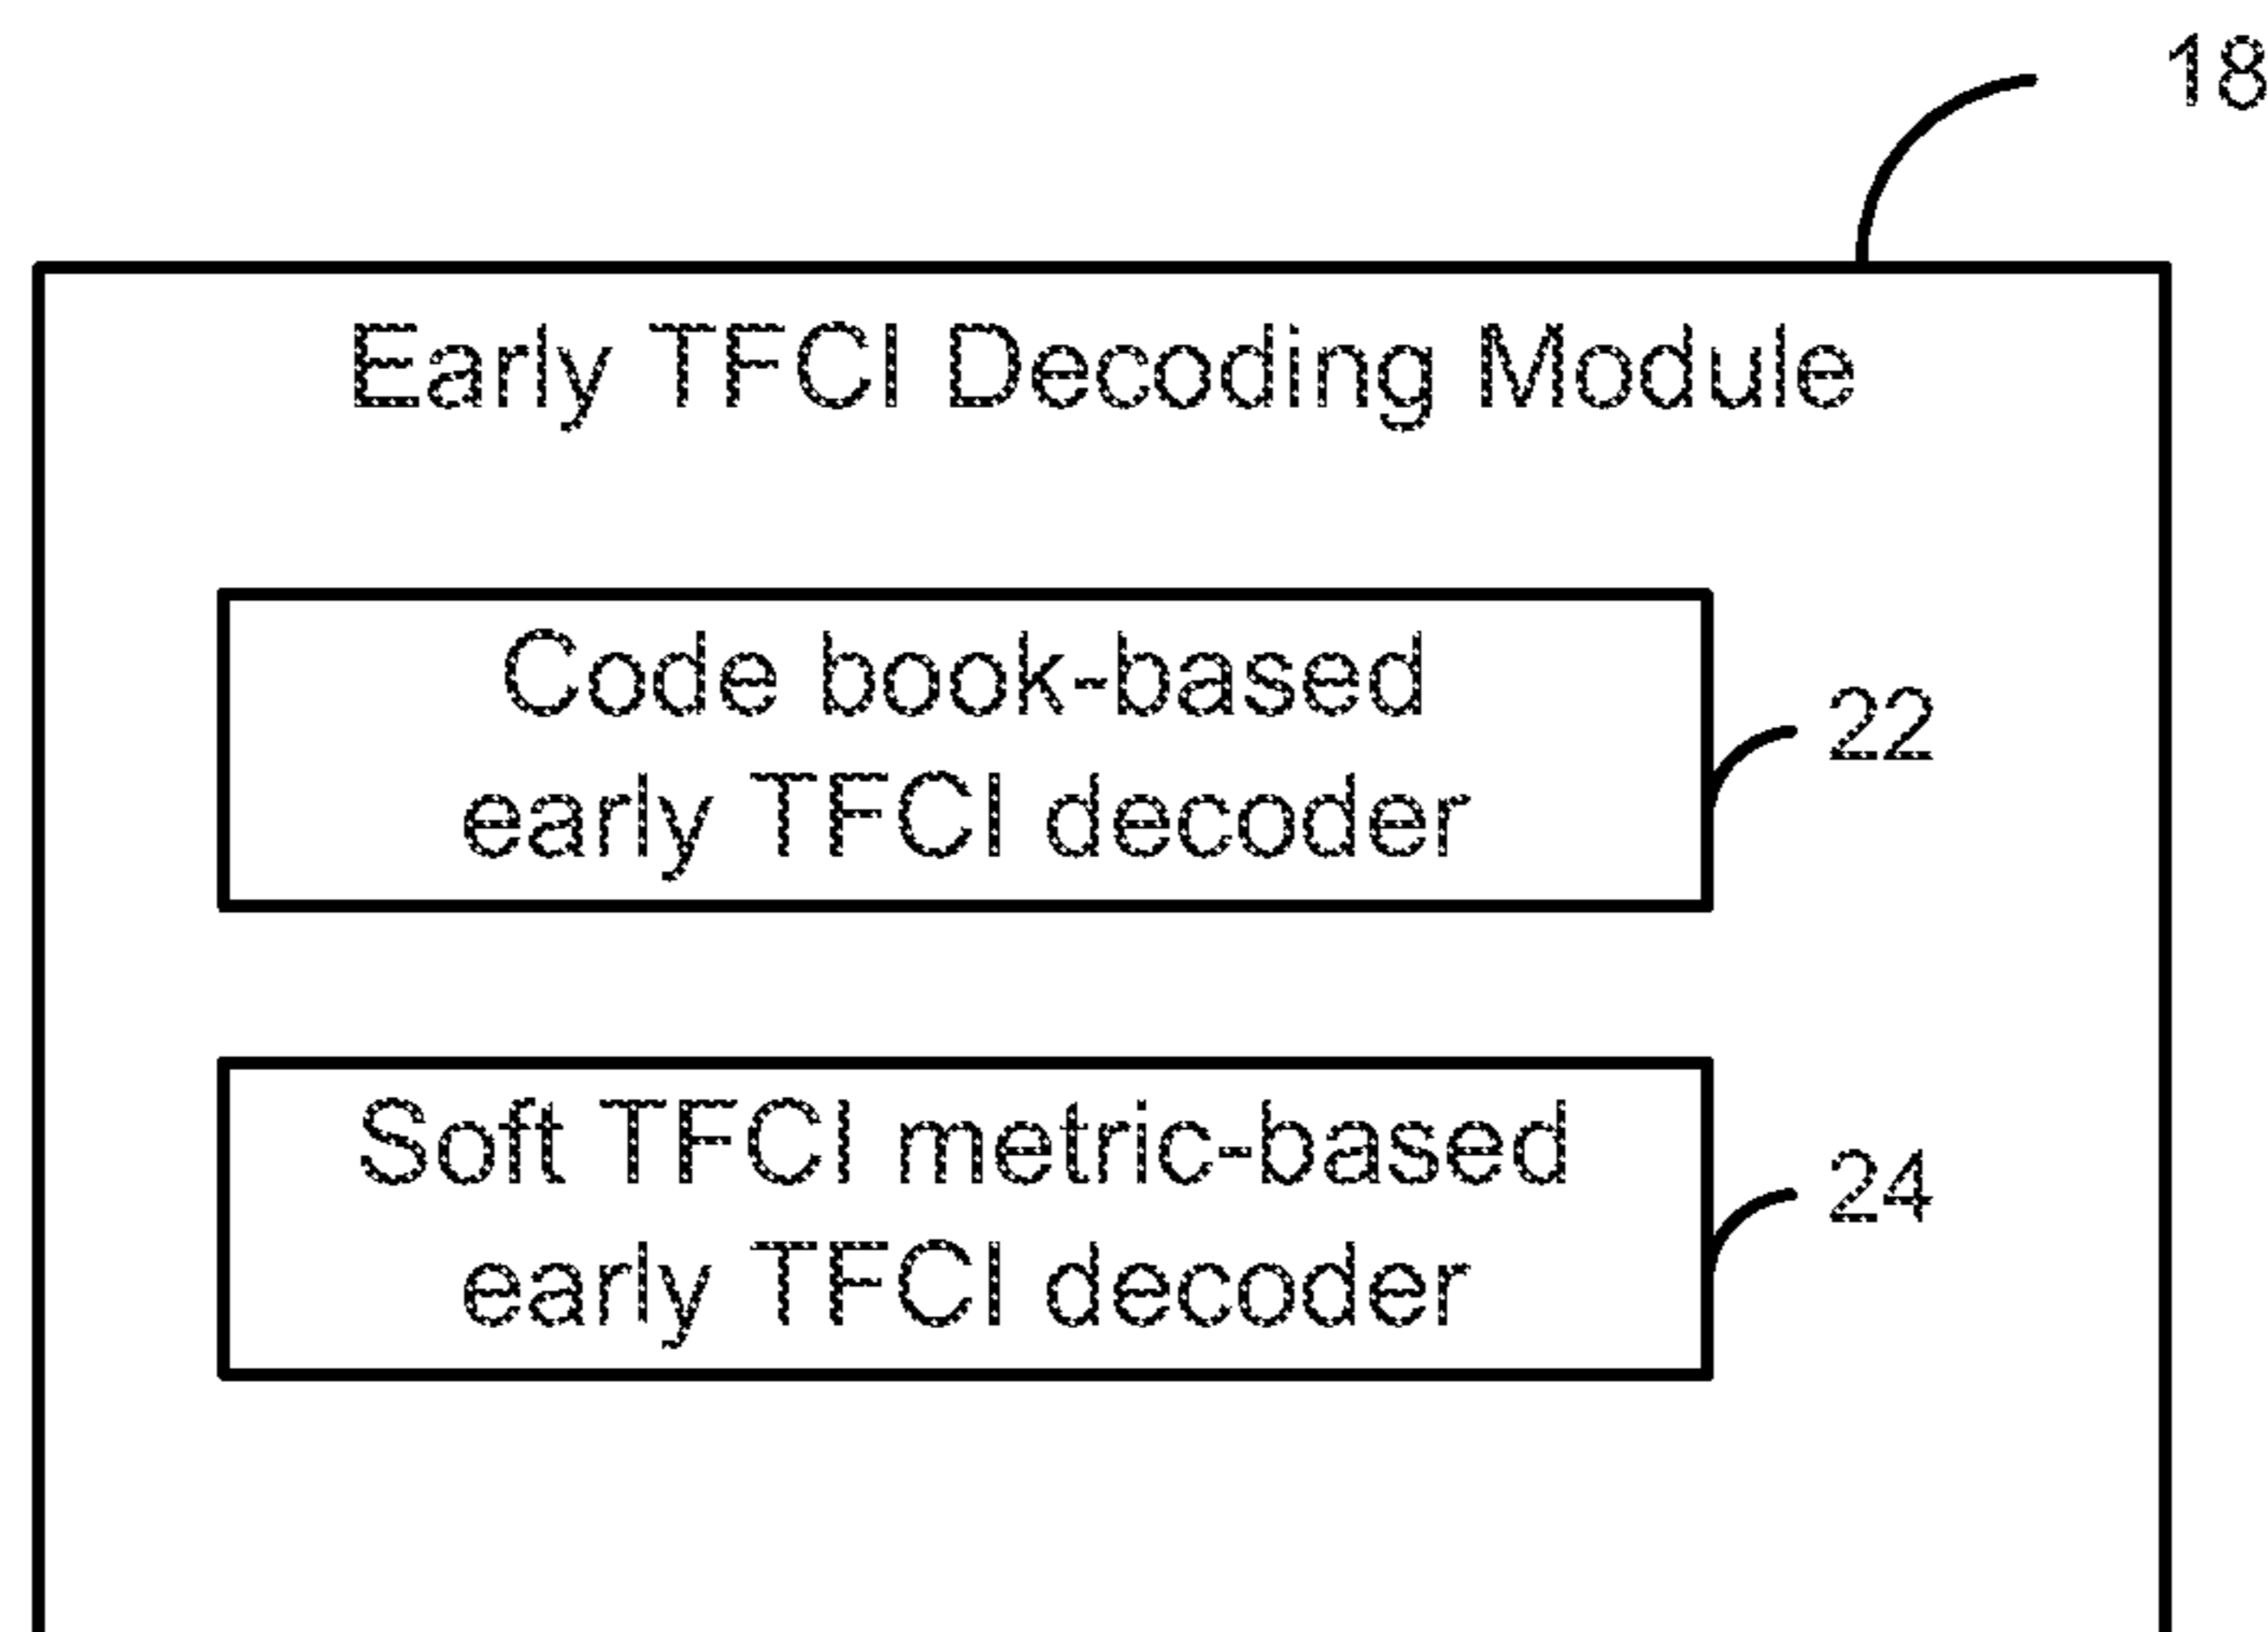 18
Early TFCI Decoding Module
Code book-based
early TFCI decoder
22
Soft TFCI metric-based
early TFCI decoder
24